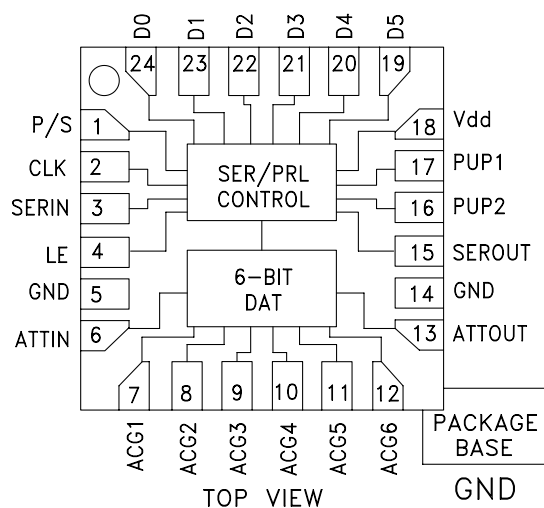 D0 D1 D2 D3 D4 D5
24 23 22 21 20 19
P/S 1 18 Vdd
CLK 2 17 PUP1
SERIN 3 16 PUP2
LE 4 15 SEROUT
GND 5 14 GND
ATTIN 6 13 ATTOUT
SER/PRL
CONTROL
6-BIT
DAT
7 8 9 10 11 12
ACG1 ACG2 ACG3 ACG4 ACG5 ACG6
PACKAGE
BASE
GND
TOP VIEW